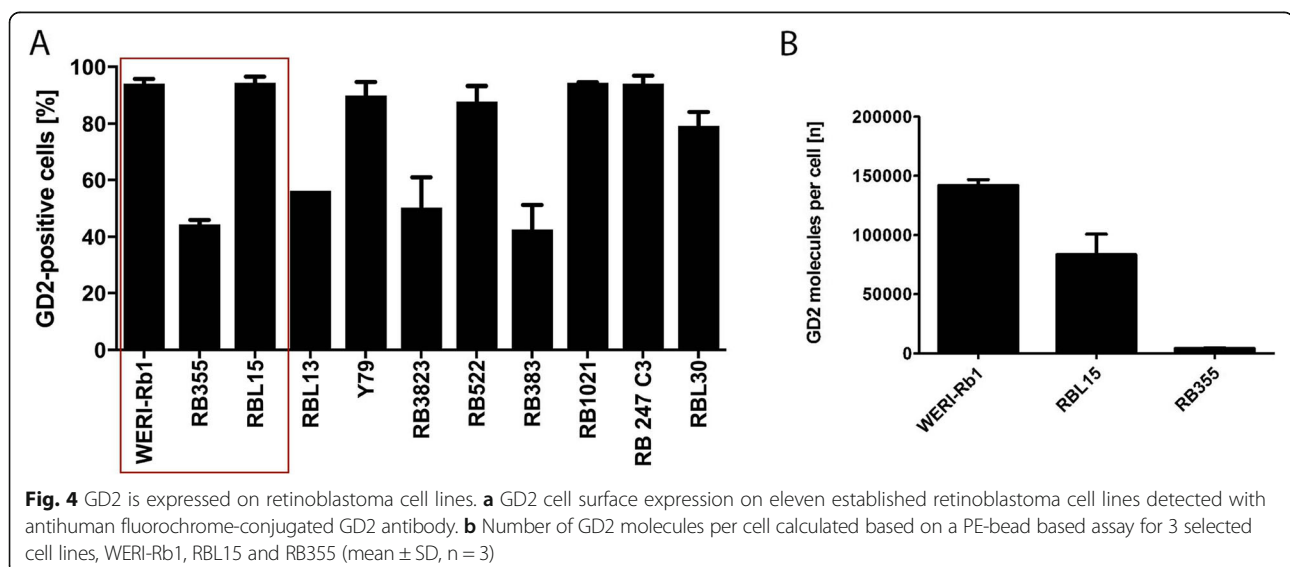 A
GD2-positive cells [%]
100
80
60
40
20
0
WERI-Rb1
RB355
RBL15
RBL13
Y79
RB3823
RB522
RB383
RB1021
RB 247 C3
RBL30
B
GD2 molecules per cell [n]
200000
150000
100000
50000
0
WERI-Rb1
RBL15
RB355
Fig. 4 GD2 is expressed on retinoblastoma cell lines. a GD2 cell surface expression on eleven established retinoblastoma cell lines detected with
antihuman fluorochrome-conjugated GD2 antibody. b Number of GD2 molecules per cell calculated based on a PE-bead based assay for 3 selected
cell lines, WERI-Rb1, RBL15 and RB355 (mean ± SD, n = 3)